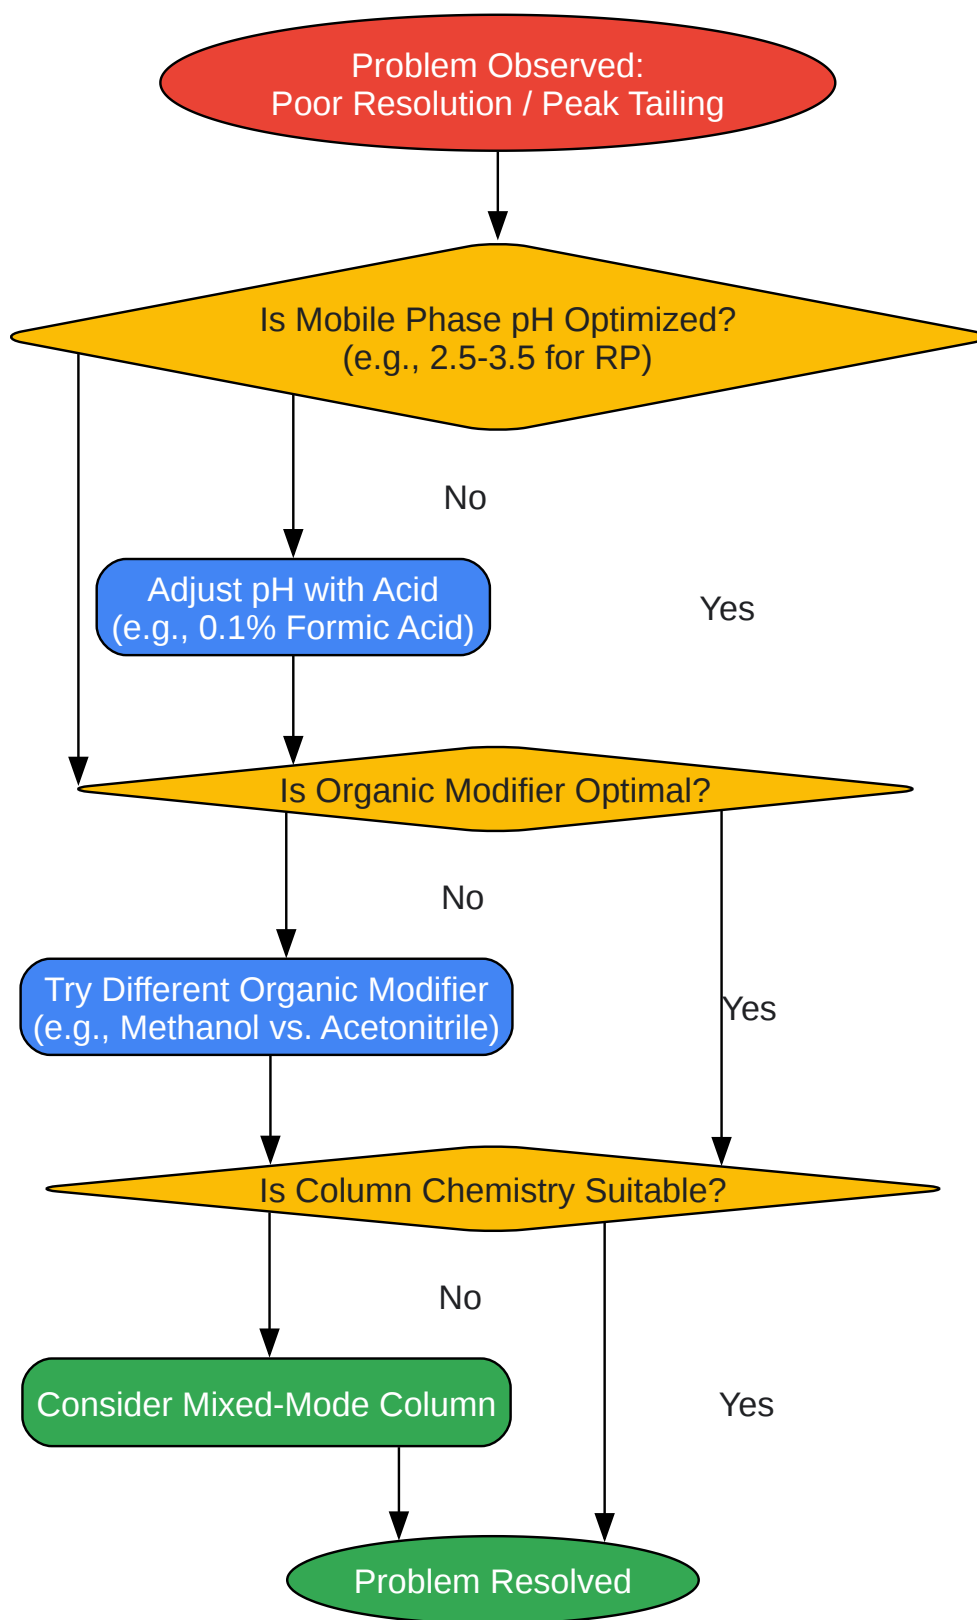 Problem Observed:
Poor Resolution / Peak Tailing
Is Mobile Phase pH Optimized?
(e.g., 2.5-3.5 for RP)
No
Adjust pH with Acid
(e.g., 0.1% Formic Acid)
Yes
Is Organic Modifier Optimal?
No
Try Different Organic Modifier
(e.g., Methanol vs. Acetonitrile)
Yes
Is Column Chemistry Suitable?
No
Consider Mixed-Mode Column
Yes
Problem Resolved